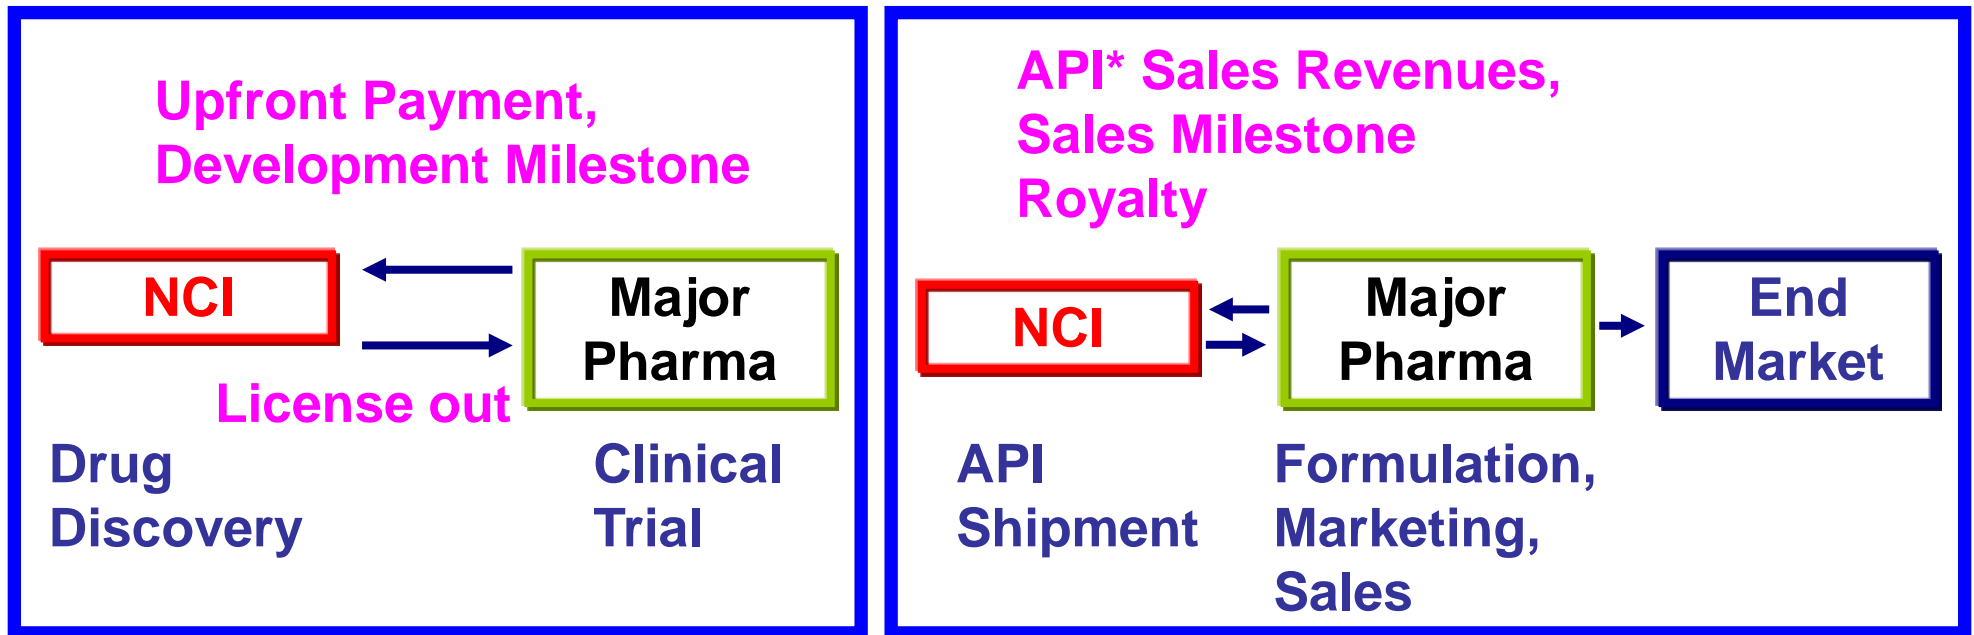 Upfront Payment,
Development Milestone
NCI
Major
Pharma
License out
Drug
Discovery
Clinical
Trial
API* Sales Revenues,
Sales Milestone
Royalty
NCI
Major
Pharma
End
Market
API
Shipment
Formulation,
Marketing,
Sales